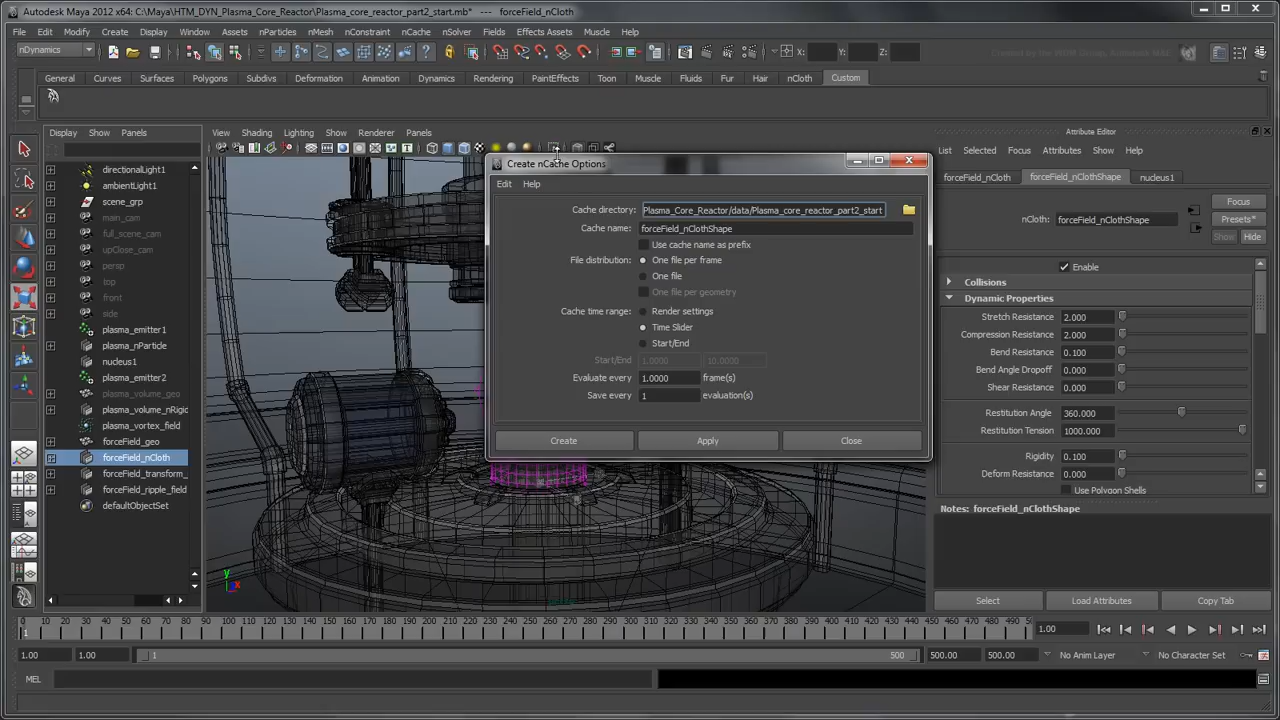 Autodesk Maya 2012 x64: C:\Maya\HTM_DYN_Plasma_Core_Reactor\Plasma_core_reactor_part2_start.mb* --- forceField_nCloth
File Edit Modify Create Display Window Assets nParticles nMesh nConstraint nCache nSolver Fields Effects Assets Muscle Help
nDynamics X: Y: Z:
General Curves Surfaces Polygons Subdivs Deformation Animation Dynamics Rendering PaintEffects Toon Muscle Fluids Fur Hair nCloth Custom
Display Show Panels
View Shading Lighting Show Renderer Panels
Attribute Editor
List Selected Focus Attributes Show Help
directionalLight1
ambientLight1
scene_grp
main_cam
full_scene_cam
upClose_cam
persp
top
front
side
plasma_emitter1
plasma_nParticle
nucleus1
plasma_emitter2
plasma_volume_geo
plasma_volume_nRigic
plasma_vortex_field
forceField_geo
forceField_nCloth
forceField_transform_
forceField_ripple_field
defaultObjectSet
Create nCache Options
Edit Help
Cache directory: Plasma_Core_Reactor/data/Plasma_core_reactor_part2_start
Cache name: forceField_nClothShape
Use cache name as prefix
File distribution: One file per frame
One file
One file per geometry
Cache time range: Render settings
Time Slider
Start/End
Start/End 1.0000 10.0000
Evaluate every 1.0000 frame(s)
Save every 1 evaluation(s)
Create Apply Close
forceField_nCloth forceField_nClothShape nucleus1
nCloth: forceField_nClothShape
Focus
Presets*
Show Hide
Enable
Collisions
Dynamic Properties
Stretch Resistance 2.000
Compression Resistance 2.000
Bend Resistance 0.100
Bend Angle Dropoff 0.000
Shear Resistance 0.000
Restitution Angle 360.000
Restitution Tension 1000.000
Rigidity 0.100
Deform Resistance 0.000
Use Polygon Shells
Notes: forceField_nClothShape
Select Load Attributes Copy Tab
y x
0 10 20 30 40 50 60 70 80 90 100 110 120 130 140 150 160 170 180 190 200 210 220 230 240 250 260 270 280 290 300 310 320 330 340 350 360 370 380 390 400 410 420 430 440 450 460 470 480 490 500
1
1.00
1.00 1.00 1 500 500.00 500.00 No Anim Layer No Character Set
MEL